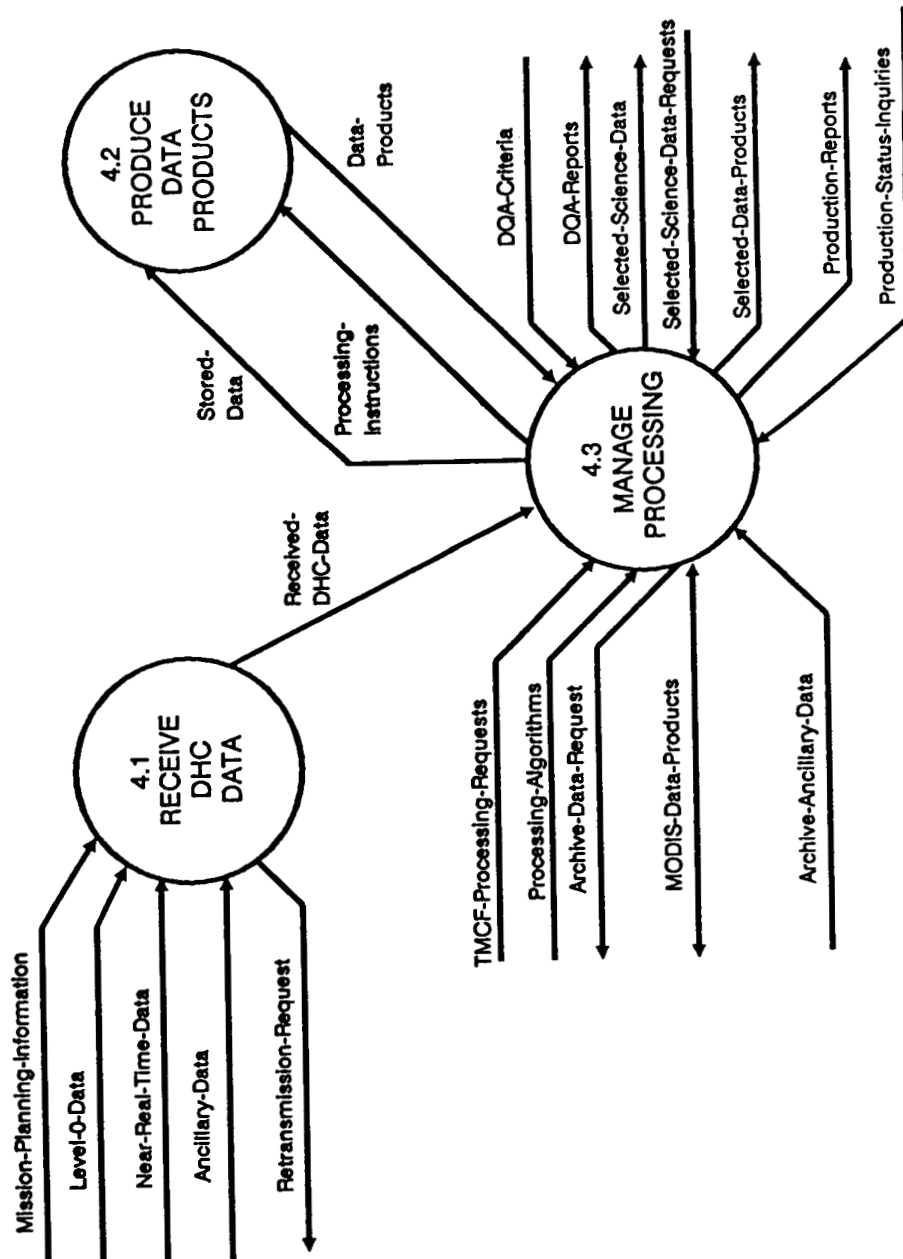 Mission-Planning-Information
Level-0-Data
Near-Real-Time-Data
Ancillary-Data
Retransmission-Request
4.1
RECEIVE
DHC
DATA
Received-
DHC-Data
Stored-
Data
Processing-
Instructions
4.2
PRODUCE
DATA
PRODUCTS
Data-
Products
TMCF-Processing-Requests
Processing-Algorithms
Archive-Data-Request
MODIS-Data-Products
Archive-Ancillary-Data
4.3
MANAGE
PROCESSING
DQA-Criteria
DQA-Reports
Selected-Science-Data
Selected-Science-Data-Requests
Selected-Data-Products
Production-Reports
Production-Status-Inquiries